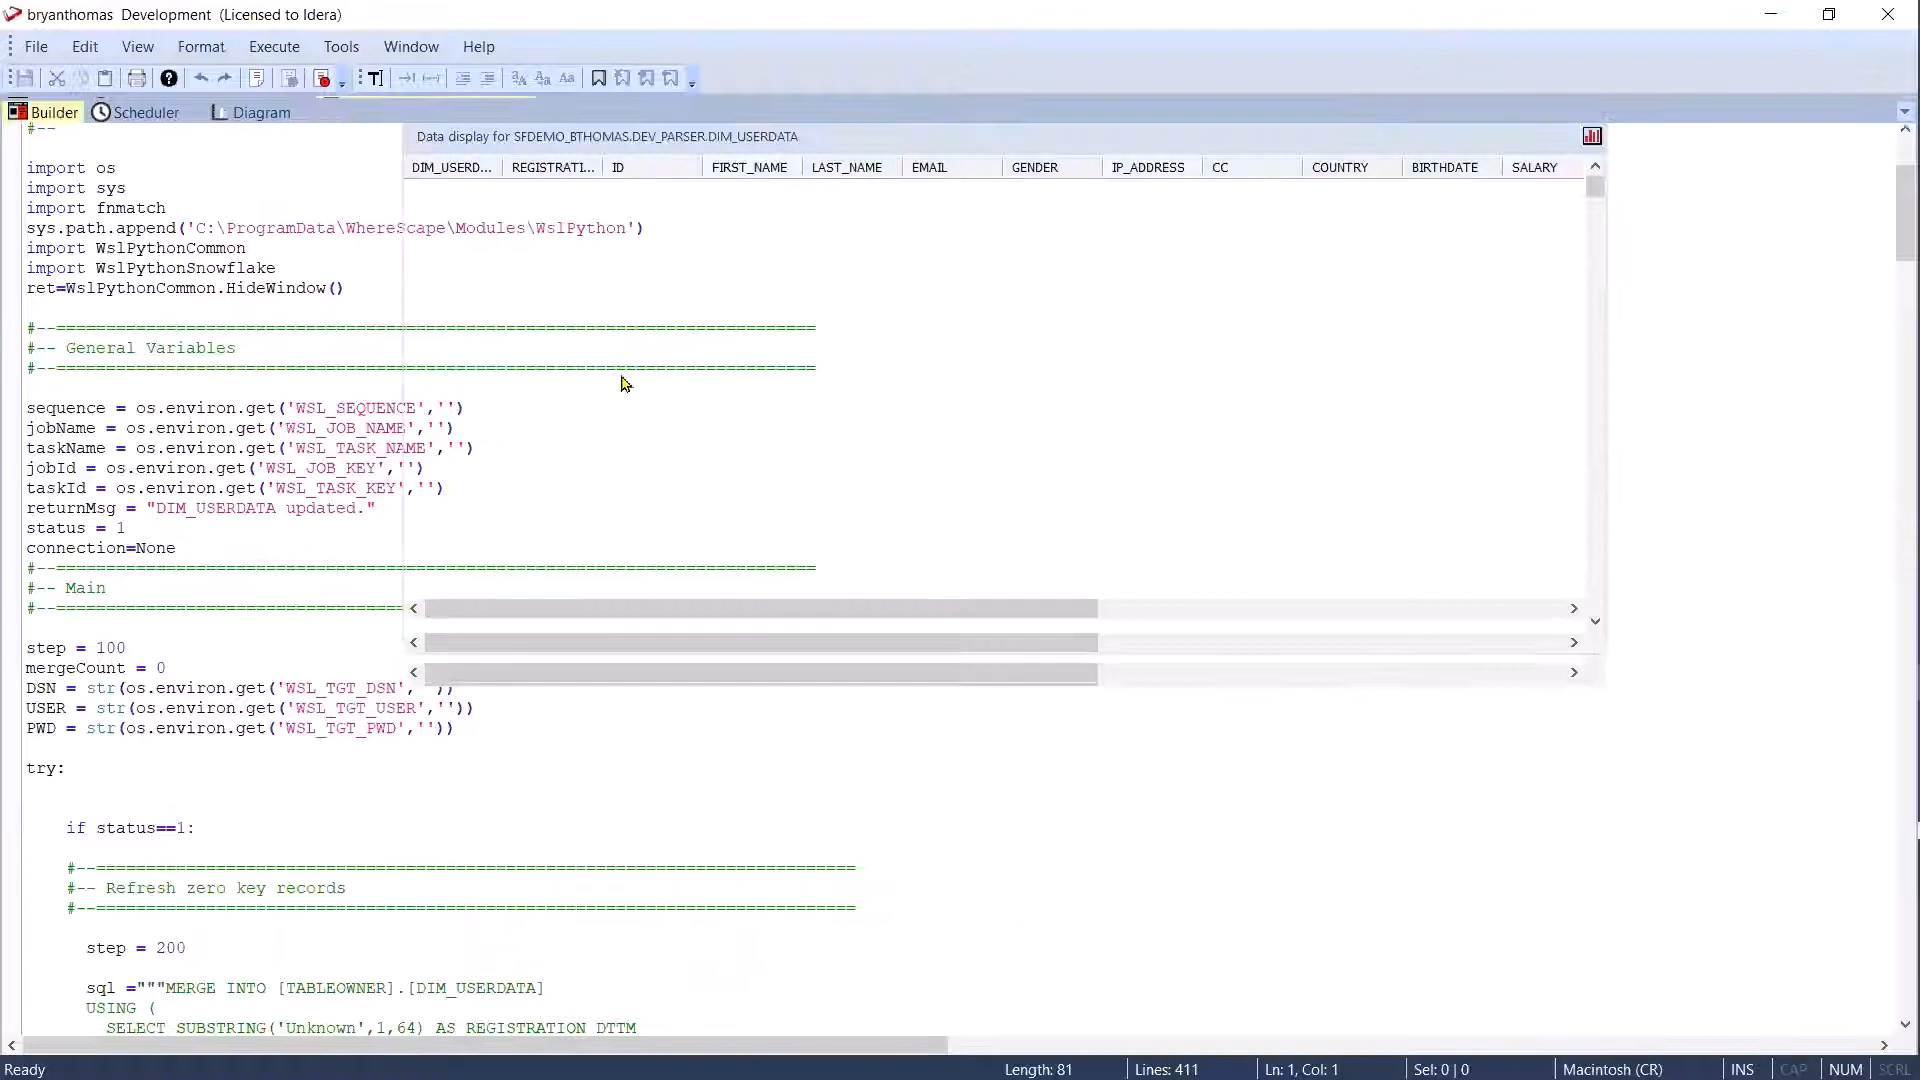 bryanthomas  Development  (Licensed to Idera)
File Edit View Format Execute Tools Window Help
Builder Scheduler Diagram
#--
Data display for SFDEMO_BTHOMAS.DEV_PARSER.DIM_USERDATA
DIM_USERD... REGISTRATI... ID FIRST_NAME LAST_NAME EMAIL GENDER IP_ADDRESS CC COUNTRY BIRTHDATE SALARY
import os
import sys
import fnmatch
sys.path.append('C:\ProgramData\WhereScape\Modules\WslPython')
import WslPythonCommon
import WslPythonSnowflake
ret=WslPythonCommon.HideWindow()
#--============================================================================
#-- General Variables
#--============================================================================
sequence = os.environ.get('WSL_SEQUENCE','')
jobName = os.environ.get('WSL_JOB_NAME','')
taskName = os.environ.get('WSL_TASK_NAME','')
jobId = os.environ.get('WSL_JOB_KEY','')
taskId = os.environ.get('WSL_TASK_KEY','')
returnMsg = "DIM_USERDATA updated."
status = 1
connection=None
#--============================================================================
#-- Main
#--===================================
step = 100
mergeCount = 0
DSN = str(os.environ.get('WSL_TGT_DSN',''))
USER = str(os.environ.get('WSL_TGT_USER',''))
PWD = str(os.environ.get('WSL_TGT_PWD',''))
try:
if status==1:
#--============================================================================
#-- Refresh zero key records
#--============================================================================
step = 200
sql ="""MERGE INTO [TABLEOWNER].[DIM_USERDATA]
USING (
SELECT SUBSTRING('Unknown',1,64) AS REGISTRATION_DTTM
Ready Length: 81 Lines: 411 Ln: 1, Col: 1 Sel: 0 | 0 Macintosh (CR) INS CAP NUM SCRL